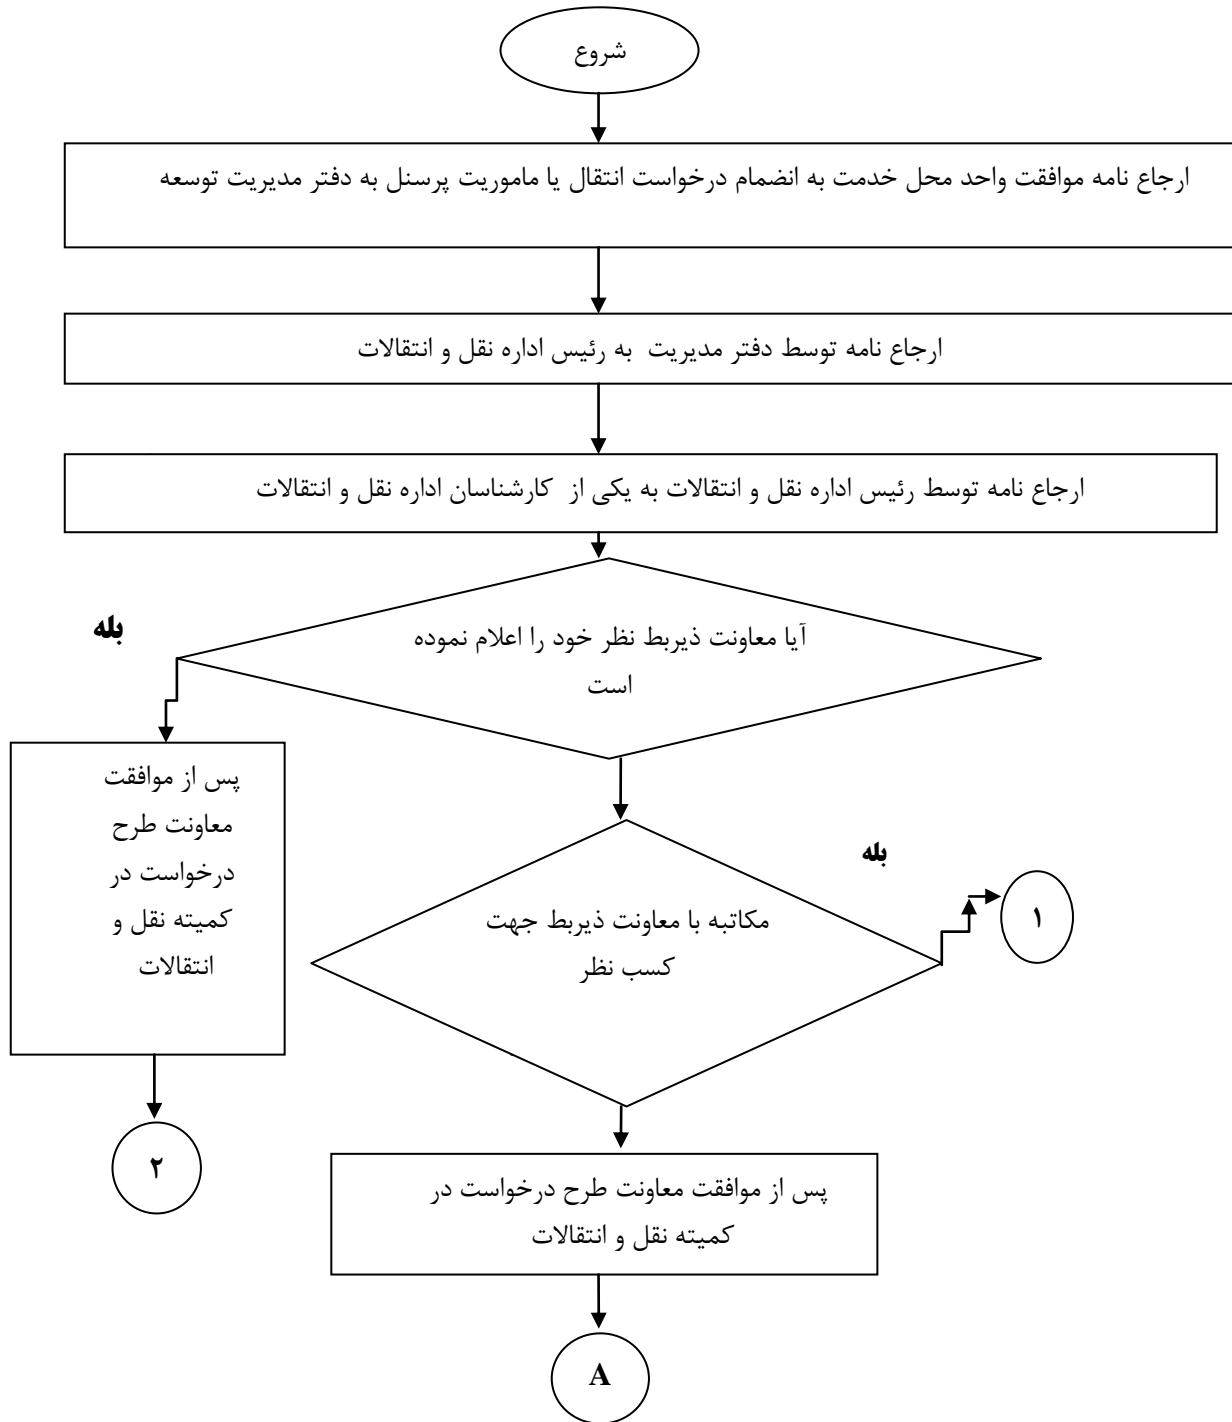 شروع
ارجاع نامه موافقت واحد محل خدمت به انضمام درخواست انتقال یا ماموریت پرسنل به دفتر مدیریت توسعه
ارجاع نامه توسط دفتر مدیریت به رئیس اداره نقل و انتقالات
ارجاع نامه توسط رئیس اداره نقل و انتقالات به یکی از کارشناسان اداره نقل و انتقالات
آیا معاونت ذیربط نظر خود را اعلام نموده
است
بله
پس از موافقت
معاونت طرح
درخواست در
کمیته نقل و
انتقالات
۲
مکاتبه با معاونت ذیربط جهت
کسب نظر
بله
۱
پس از موافقت معاونت طرح درخواست در
کمیته نقل و انتقالات
A